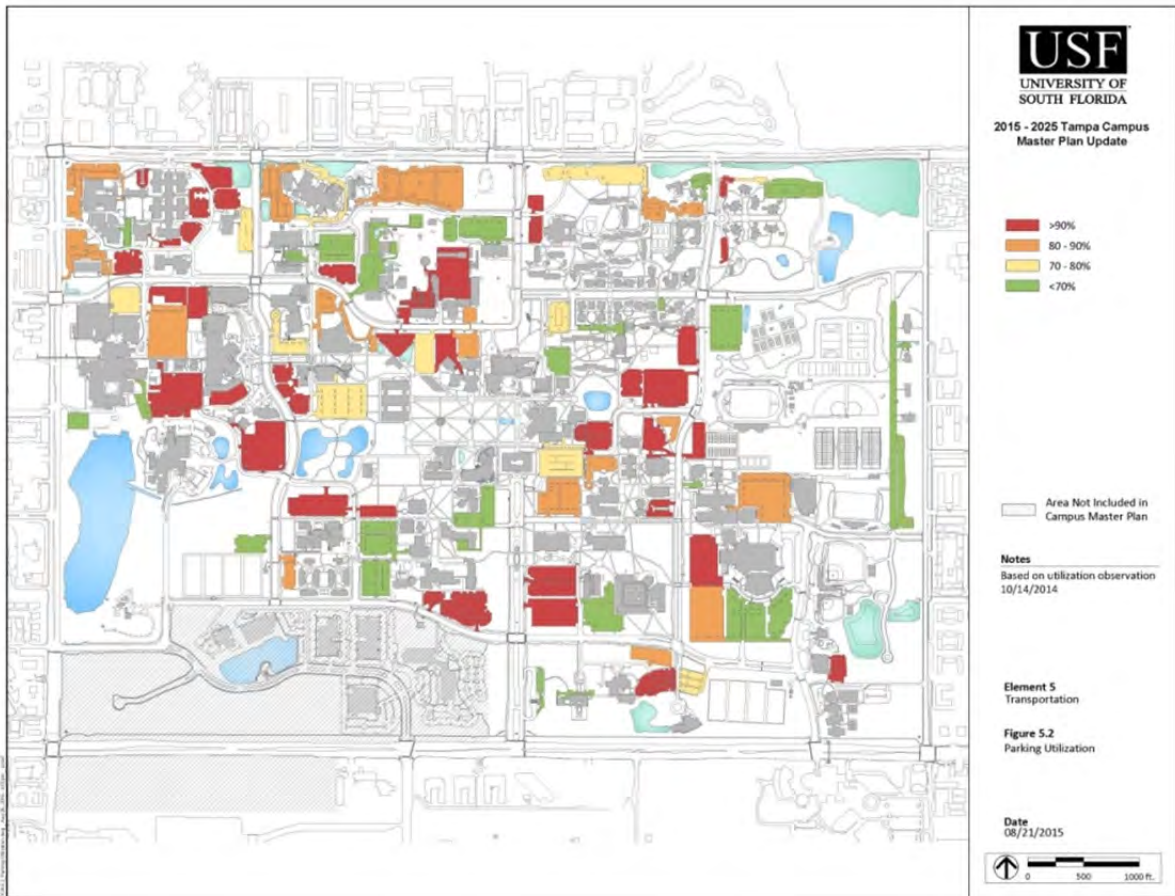 USF
UNIVERSITY OF
SOUTH FLORIDA
2015 - 2025 Tampa Campus
Master Plan Update
>90%
80 - 90%
70 - 80%
<70%
Area Not Included in
Campus Master Plan
Notes
Based on utilization observation
10/14/2014
Element 5
Transportation
Figure 5.2
Parking Utilization
Date
08/21/2015
0 500 1000 ft.